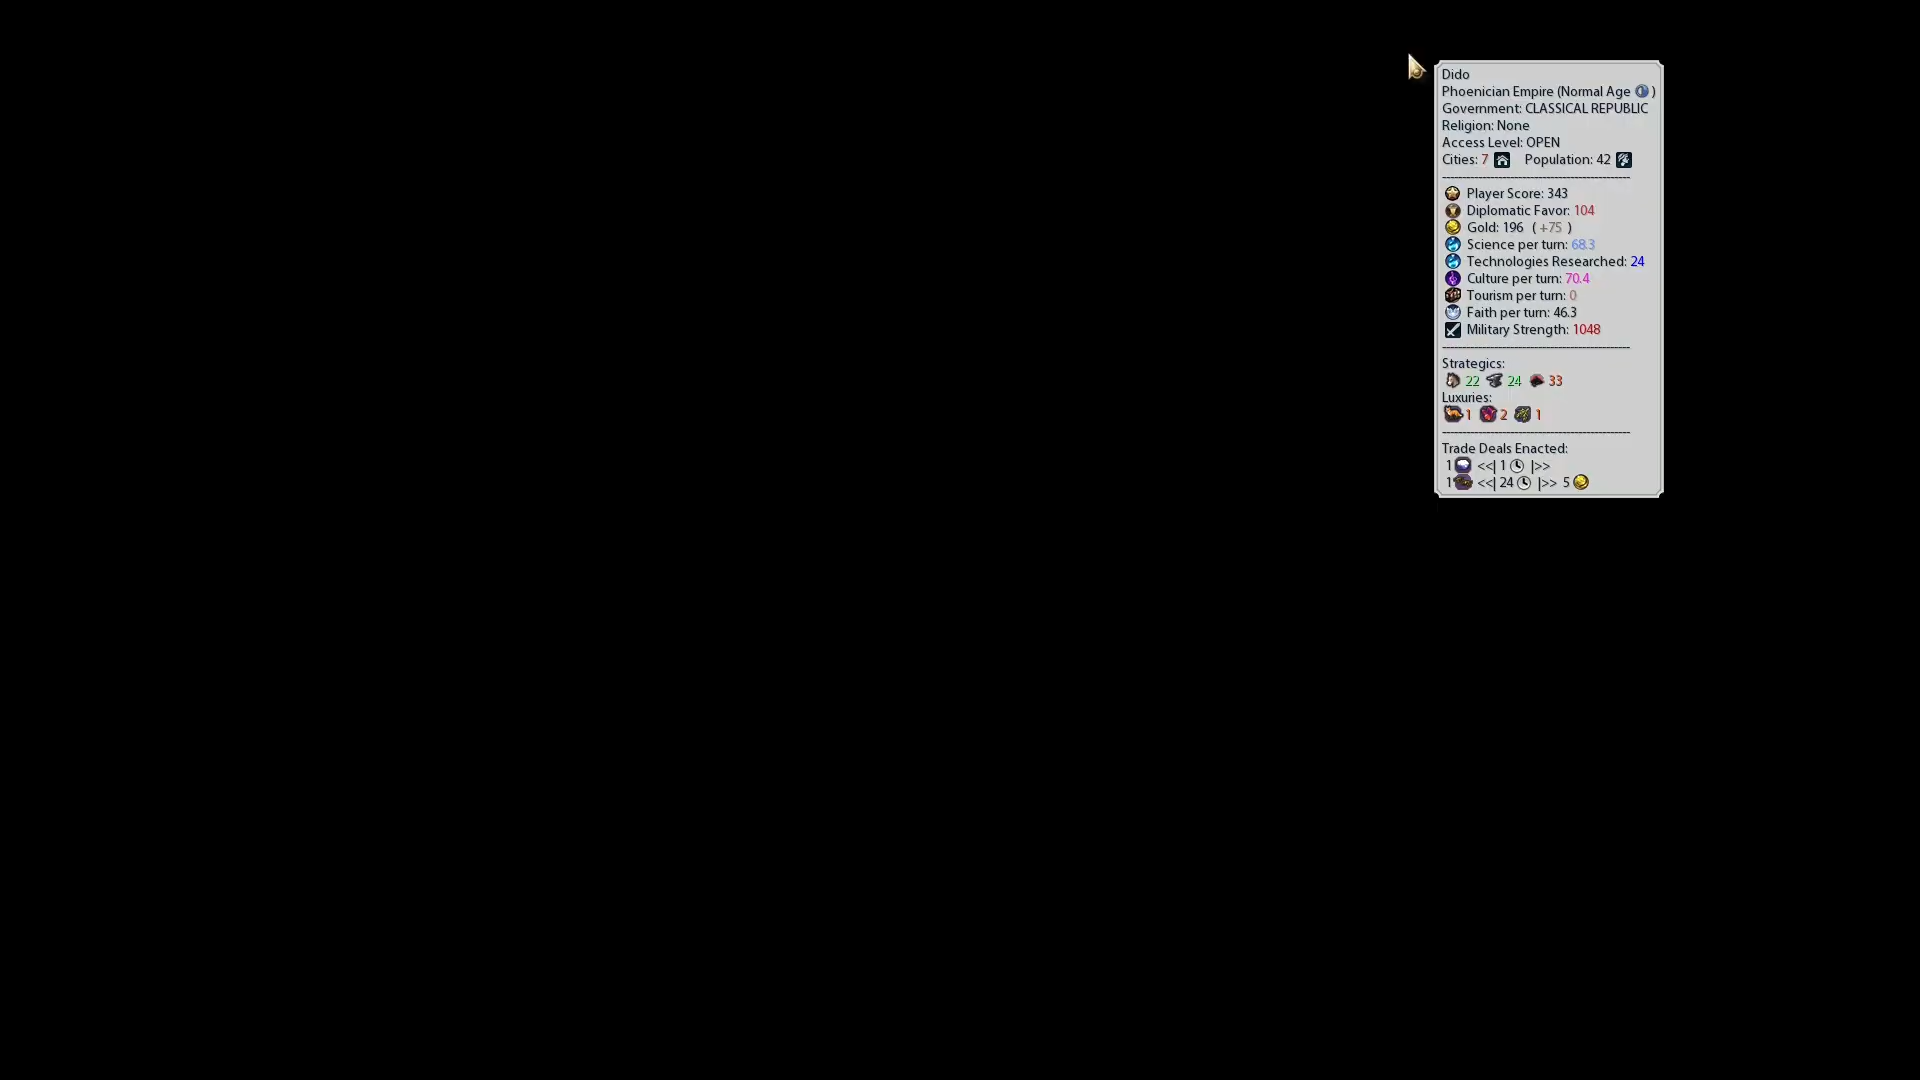 Dido
Phoenician Empire (Normal Age )
Government: CLASSICAL REPUBLIC
Religion: None
Access Level: OPEN
Cities: 7 Population: 42
Player Score: 343
Diplomatic Favor: 104
Gold: 196 ( +75 )
Science per turn: 68.3
Technologies Researched: 24
Culture per turn: 70.4
Tourism per turn: 0
Faith per turn: 46.3
Military Strength: 1048
Strategics:
22 24 33
Luxuries:
1 2 1
Trade Deals Enacted:
1 <<| 1 |>>
1 <<| 24 |>> 5